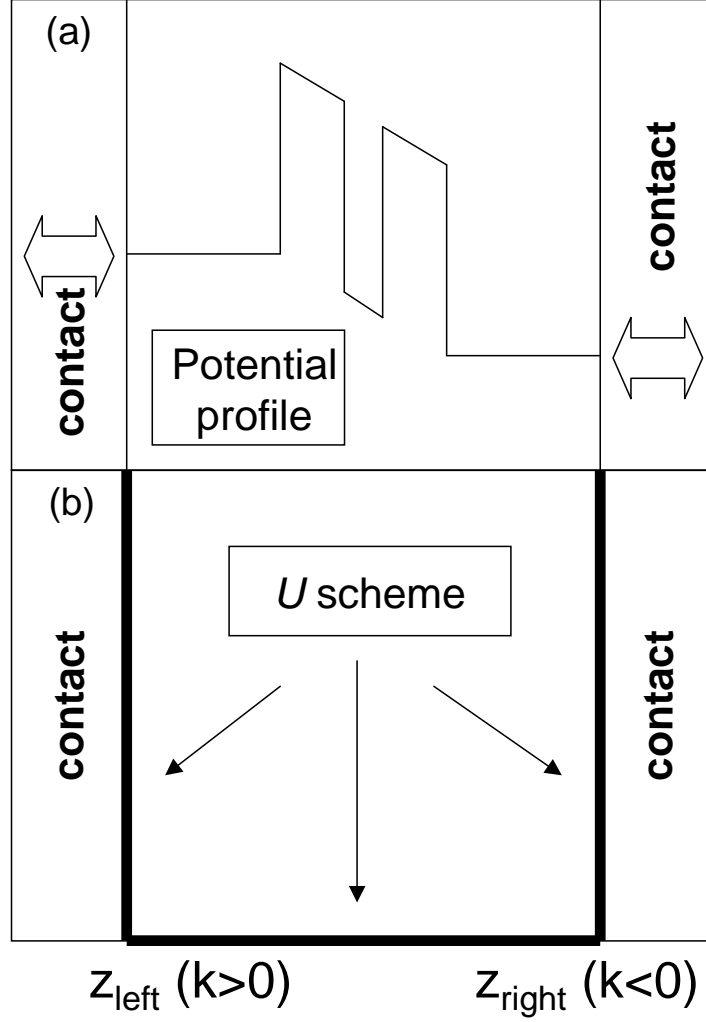 (a)
contact
contact
Potential
profile
(b)
U scheme
contact
contact
z_left (k>0)
z_right (k<0)